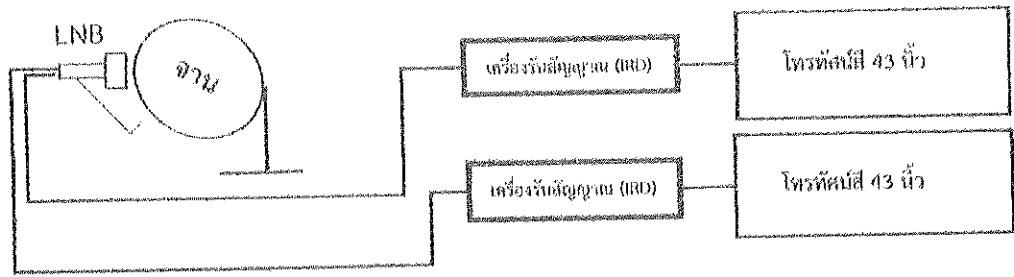 LNB
จาน
เครื่องรับสัญญาณ (IRD)
โทรทัศน์สี 43 นิ้ว
เครื่องรับสัญญาณ (IRD)
โทรทัศน์สี 43 นิ้ว